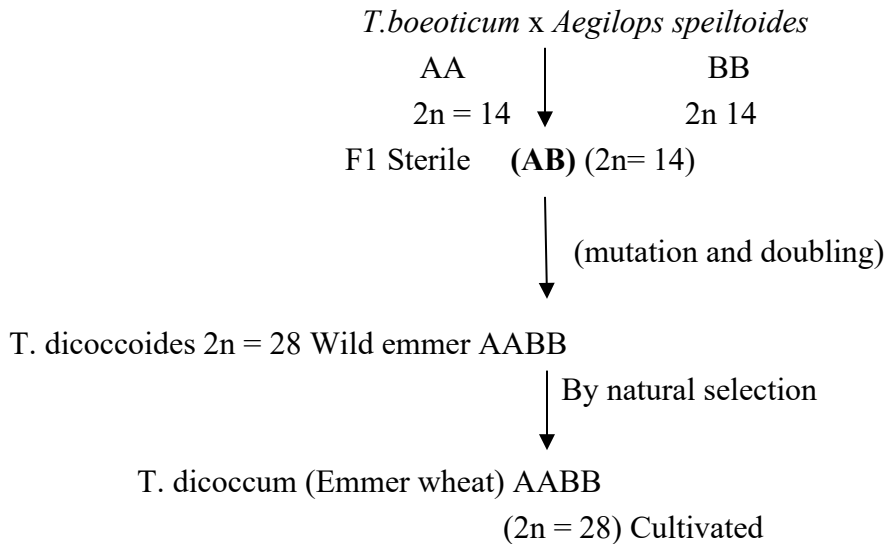 T.boeoticum x Aegilops speiltoides
AA BB
2n = 14 2n 14
F1 Sterile (AB) (2n= 14)
(mutation and doubling)
T. dicoccoides 2n = 28 Wild emmer AABB
By natural selection
T. dicoccum (Emmer wheat) AABB
(2n = 28) Cultivated